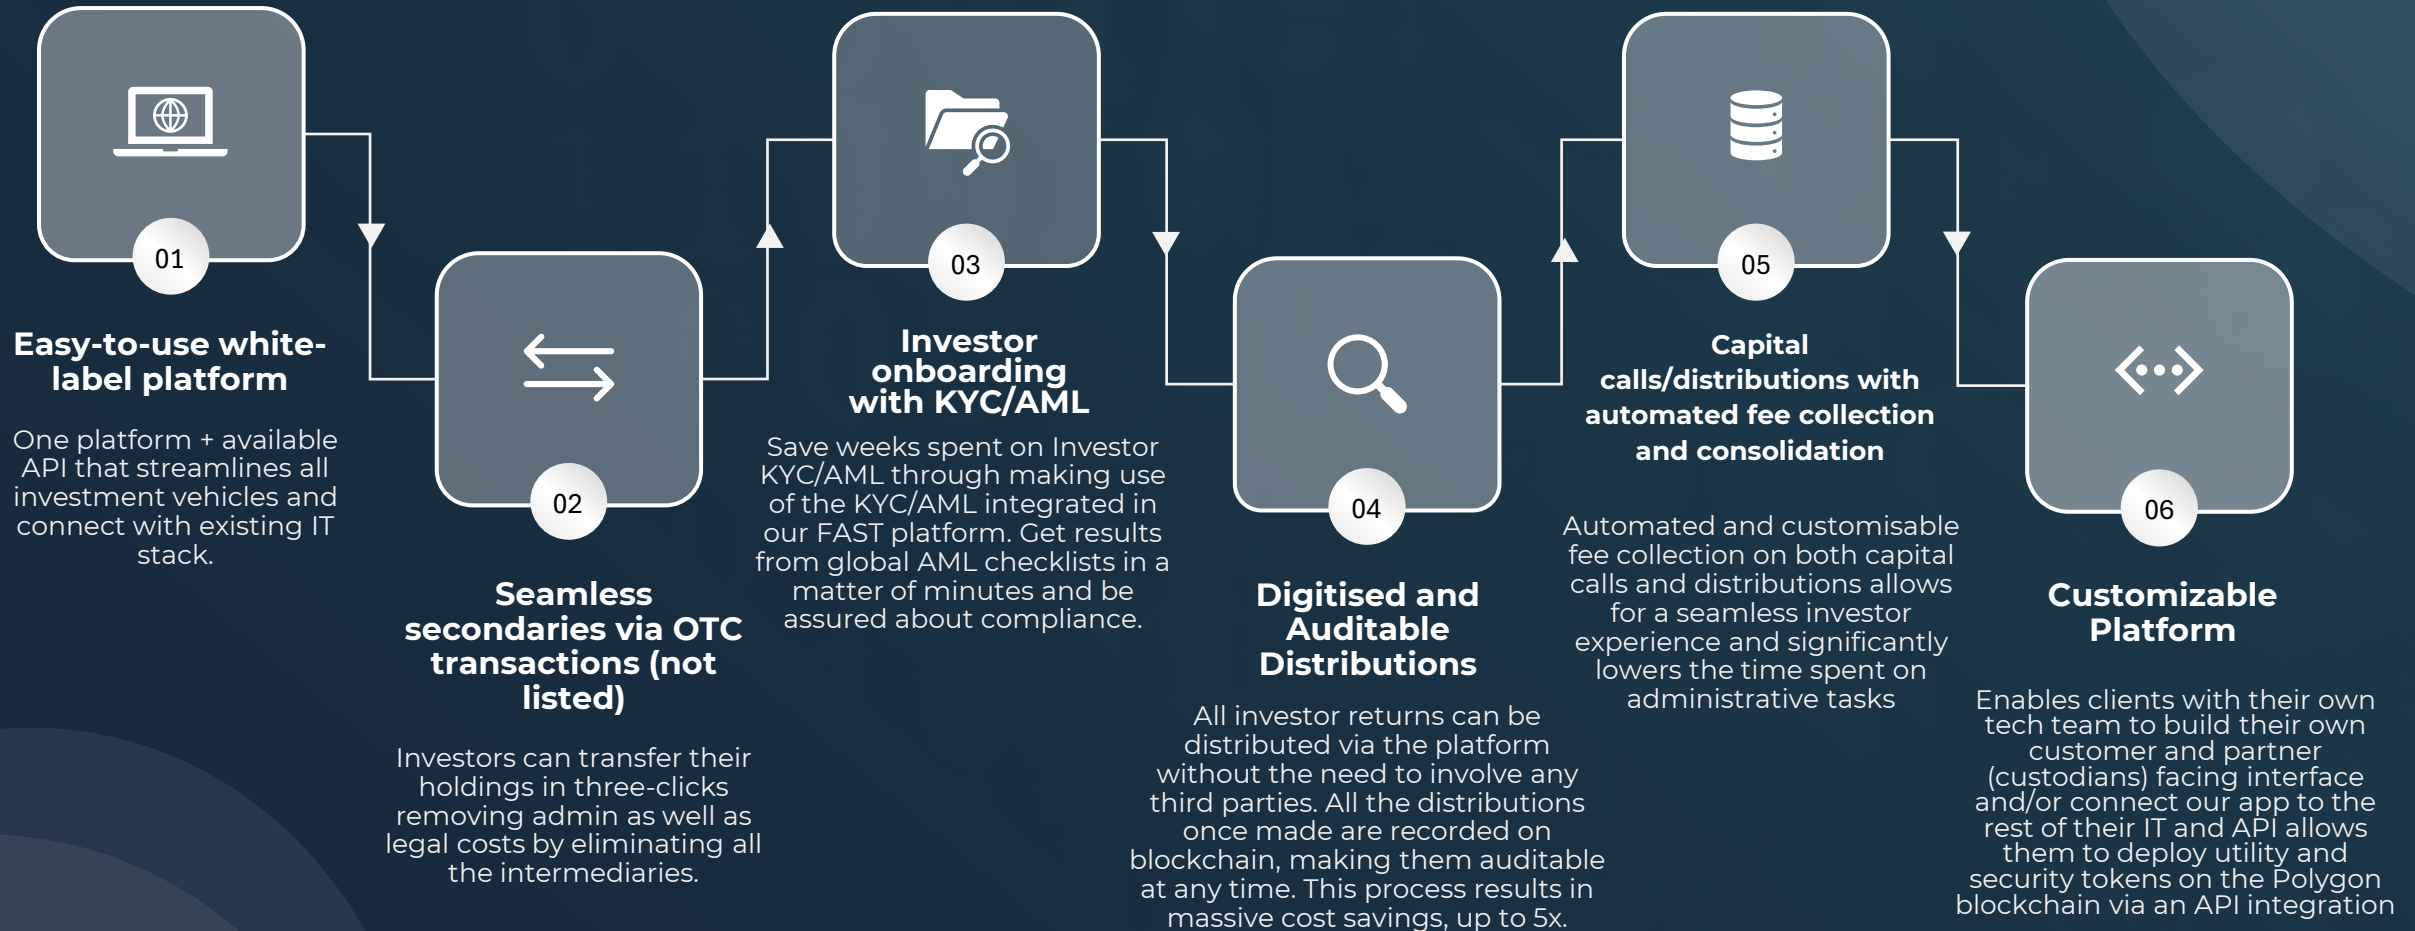 01
Easy-to-use white-
label platform
One platform + available
API that streamlines all
investment vehicles and
connect with existing IT
stack.
02
Seamless
secondaries via OTC
transactions (not
listed)
Investors can transfer their
holdings in three-clicks
removing admin as well as
legal costs by eliminating all
the intermediaries.
03
Investor
onboarding
with KYC/AML
Save weeks spent on Investor
KYC/AML through making use
of the KYC/AML integrated in
our FAST platform. Get results
from global AML checklists in a
matter of minutes and be
assured about compliance.
04
Digitised and
Auditable
Distributions
All investor returns can be
distributed via the platform
without the need to involve any
third parties. All the distributions
once made are recorded on
blockchain, making them auditable
at any time. This process results in
massive cost savings, up to 5x.
05
Capital
calls/distributions with
automated fee collection
and consolidation
Automated and customisable
fee collection on both capital
calls and distributions allows
for a seamless investor
experience and significantly
lowers the time spent on
administrative tasks
06
Customizable
Platform
Enables clients with their own
tech team to build their own
customer and partner
(custodians) facing interface
and/or connect our app to the
rest of their IT and API allows
them to deploy utility and
security tokens on the Polygon
blockchain via an API integration